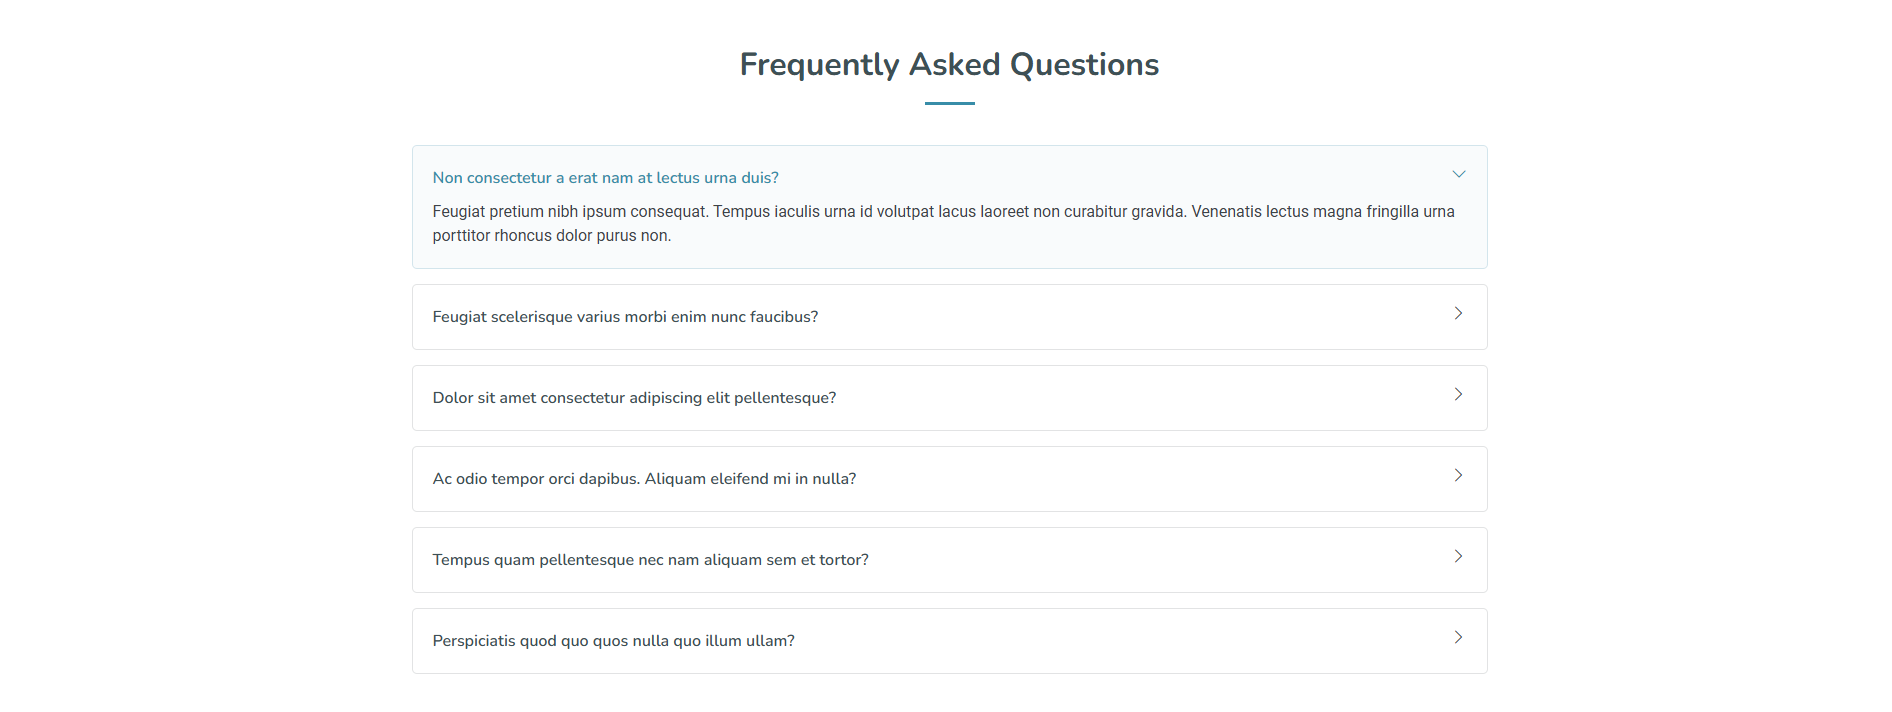 Frequently Asked Questions
Non consectetur a erat nam at lectus urna duis?
Feugiat pretium nibh ipsum consequat. Tempus iaculis urna id volutpat lacus laoreet non curabitur gravida. Venenatis lectus magna fringilla urna
porttitor rhoncus dolor purus non.
Feugiat scelerisque varius morbi enim nunc faucibus?
Dolor sit amet consectetur adipiscing elit pellentesque?
Ac odio tempor orci dapibus. Aliquam eleifend mi in nulla?
Tempus quam pellentesque nec nam aliquam sem et tortor?
Perspiciatis quod quo quos nulla quo illum ullam?